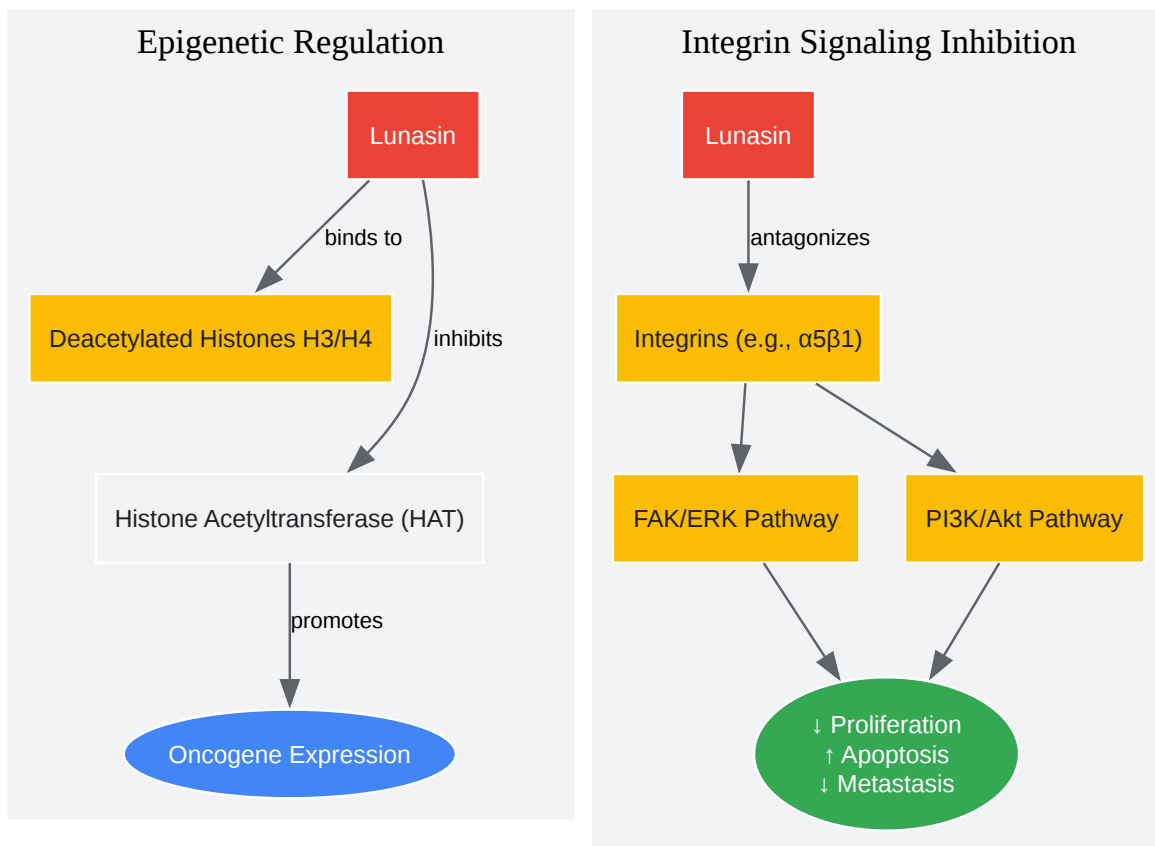 Epigenetic Regulation
Lunasin
binds to
Deacetylated Histones H3/H4
inhibits
Histone Acetyltransferase (HAT)
promotes
Oncogene Expression
Integrin Signaling Inhibition
Lunasin
antagonizes
Integrins (e.g., α5β1)
FAK/ERK Pathway
PI3K/Akt Pathway
↓ Proliferation
↑ Apoptosis
↓ Metastasis